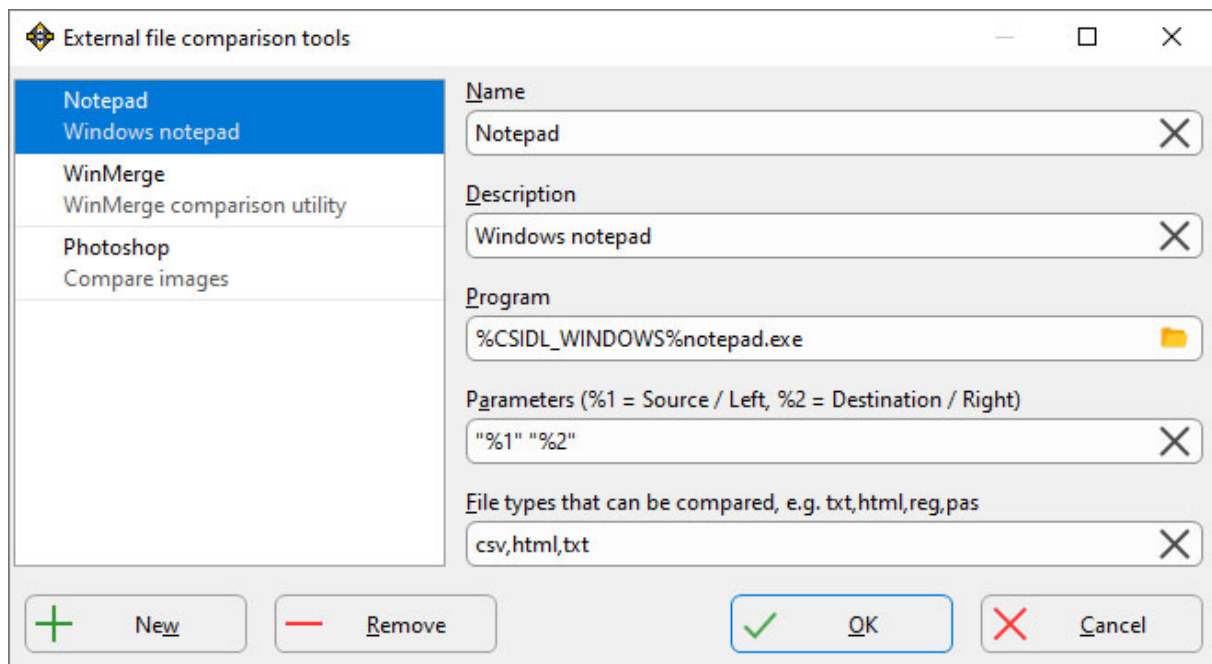 External file comparison tools
Notepad
Windows notepad
WinMerge
WinMerge comparison utility
Photoshop
Compare images
Name
Notepad
Description
Windows notepad
Program
%CSIDL_WINDOWS%notepad.exe
Parameters (%1 = Source / Left, %2 = Destination / Right)
"%1" "%2"
File types that can be compared, e.g. txt,html,reg,pas
csv,html,txt
New
Remove
OK
Cancel